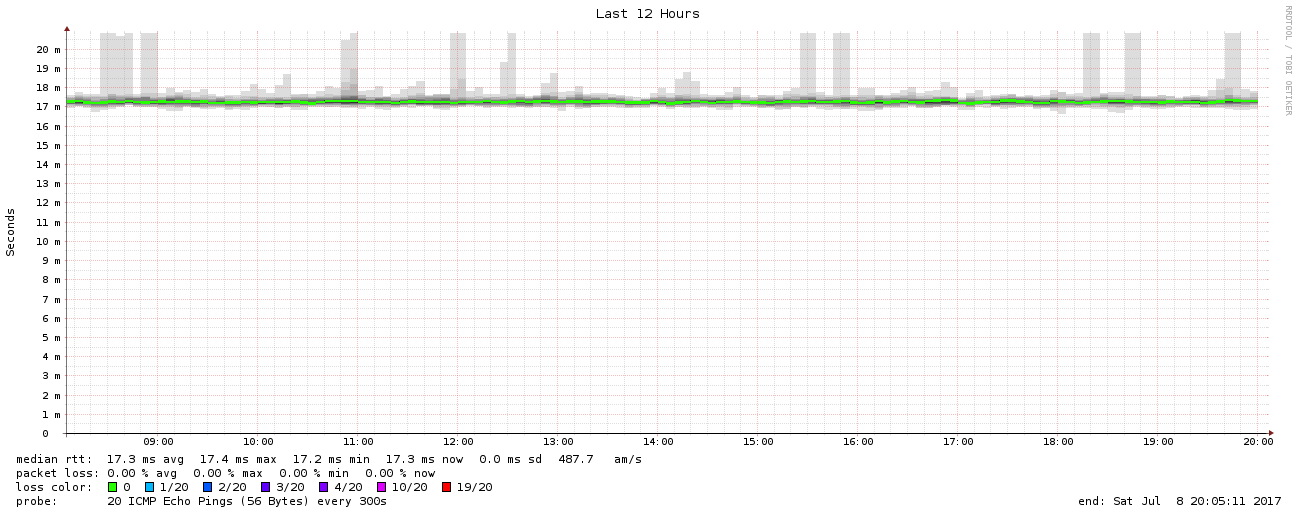 Last 12 Hours
RRDTOOL / TOBI OETIKER
Seconds
20 m
19 m
18 m
17 m
16 m
15 m
14 m
13 m
12 m
11 m
10 m
9 m
8 m
7 m
6 m
5 m
4 m
3 m
2 m
1 m
0
09:00 10:00 11:00 12:00 13:00 14:00 15:00 16:00 17:00 18:00 19:00 20:00
median rtt: 17.3 ms avg 17.4 ms max 17.2 ms min 17.3 ms now 0.0 ms sd 487.7 am/s
packet loss: 0.00 % avg 0.00 % max 0.00 % min 0.00 % now
loss color: 0 1/20 2/20 3/20 4/20 10/20 19/20
probe: 20 ICMP Echo Pings (56 Bytes) every 300s end: Sat Jul 8 20:05:11 2017